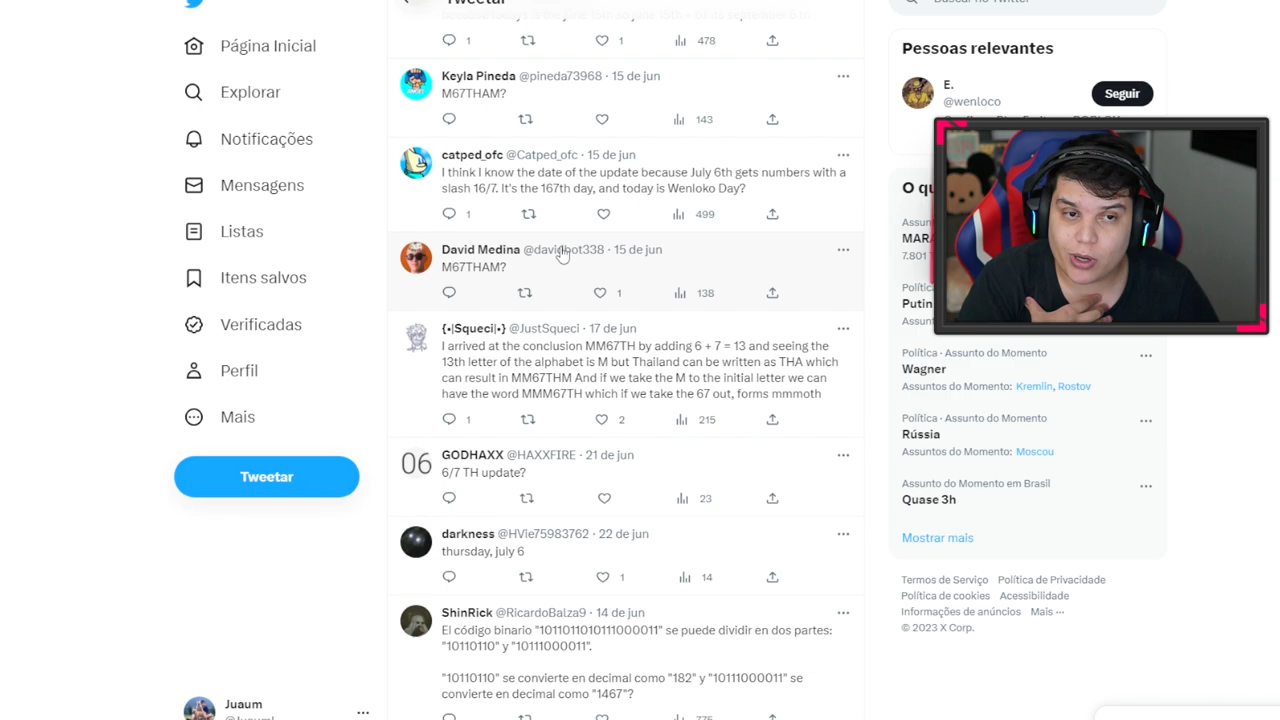 Tweetar
Buscar no Twitter
1
1
478
Página Inicial
Explorar
Notificações
Mensagens
Listas
Itens salvos
Verificadas
Perfil
Mais
Tweetar
Juaum
Keyla Pineda @pineda73968 · 15 de jun
M67THAM?
143
catped_ofc @Catped_ofc · 15 de jun
I think I know the date of the update because July 6th gets numbers with a
slash 16/7. It's the 167th day, and today is Wenloko Day?
1
499
David Medina @davidbot338 · 15 de jun
M67THAM?
1
138
{•|Squeci|•} @JustSqueci · 17 de jun
I arrived at the conclusion MM67TH by adding 6 + 7 = 13 and seeing the
13th letter of the alphabet is M but Thailand can be written as THA which
can result in MM67THM And if we take the M to the initial letter we can
have the word MMM67TH which if we take the 67 out, forms mmmoth
1
2
215
06
GODHAXX @HAXXFIRE · 21 de jun
6/7 TH update?
23
darkness @HVie75983762 · 22 de jun
thursday, july 6
1
14
ShinRick @RicardoBalza9 · 14 de jun
El código binario "1011011010111000011" se puede dividir en dos partes:
"10110110" y "10111000011".
"10110110" se convierte en decimal como "182" y "10111000011" se
convierte en decimal como "1467"?
775
Pessoas relevantes
E.
@wenloco
Seguir
O qu
Assun
MARA
7.801
Polític
Putin
Assun
Política · Assunto do Momento
Wagner
Assuntos do Momento: Kremlin, Rostov
Política · Assunto do Momento
Rússia
Assuntos do Momento: Moscou
Assunto do Momento em Brasil
Quase 3h
Mostrar mais
Termos de Serviço Política de Privacidade
Política de cookies Acessibilidade
Informações de anúncios Mais ···
© 2023 X Corp.